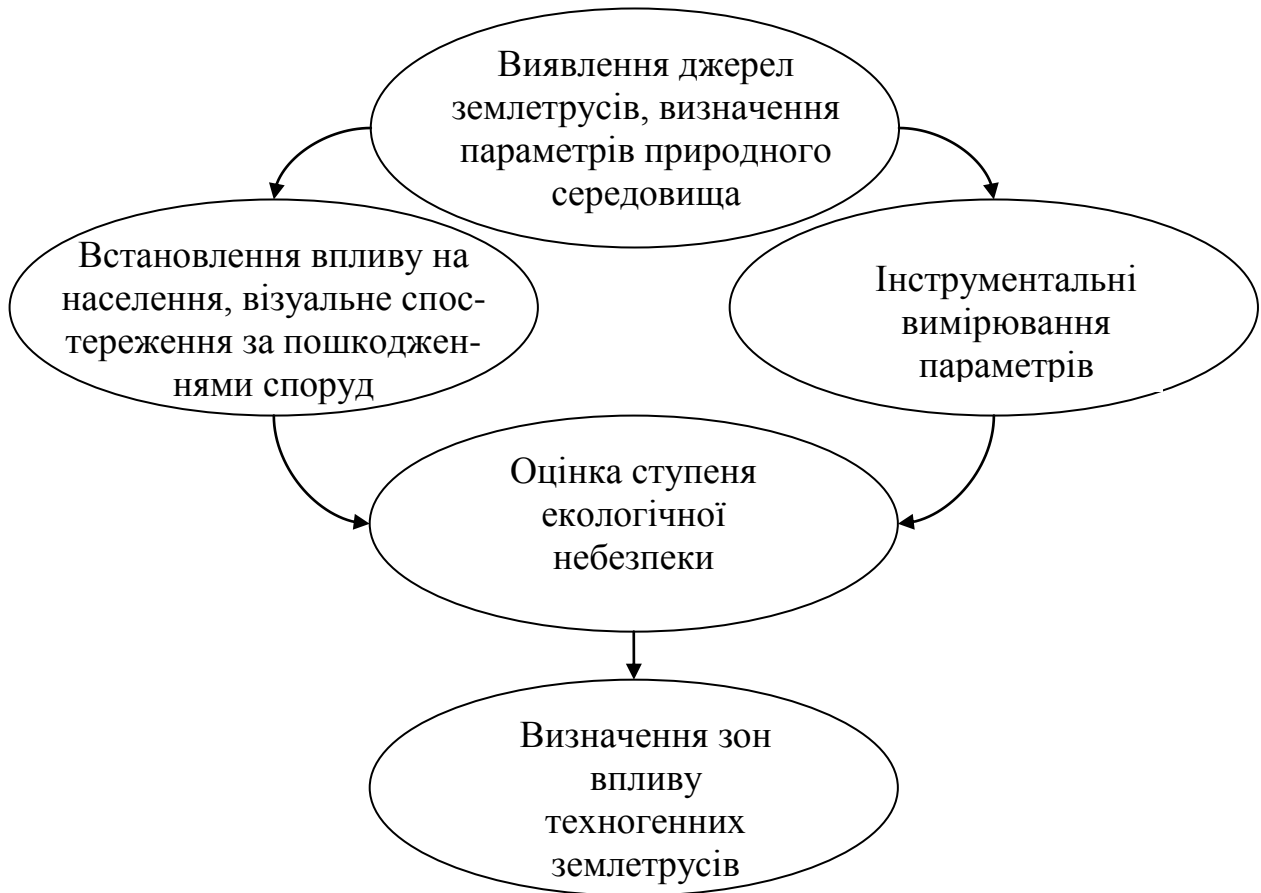 Виявлення джерел
землетрусів, визначення
параметрів природного
середовища
Встановлення впливу на
населення, візуальне спос-
тереження за пошкоджен-
нями споруд
Інструментальні
вимірювання
параметрів
Оцінка ступеня
екологічної
небезпеки
Визначення зон
впливу
техногенних
землетрусів